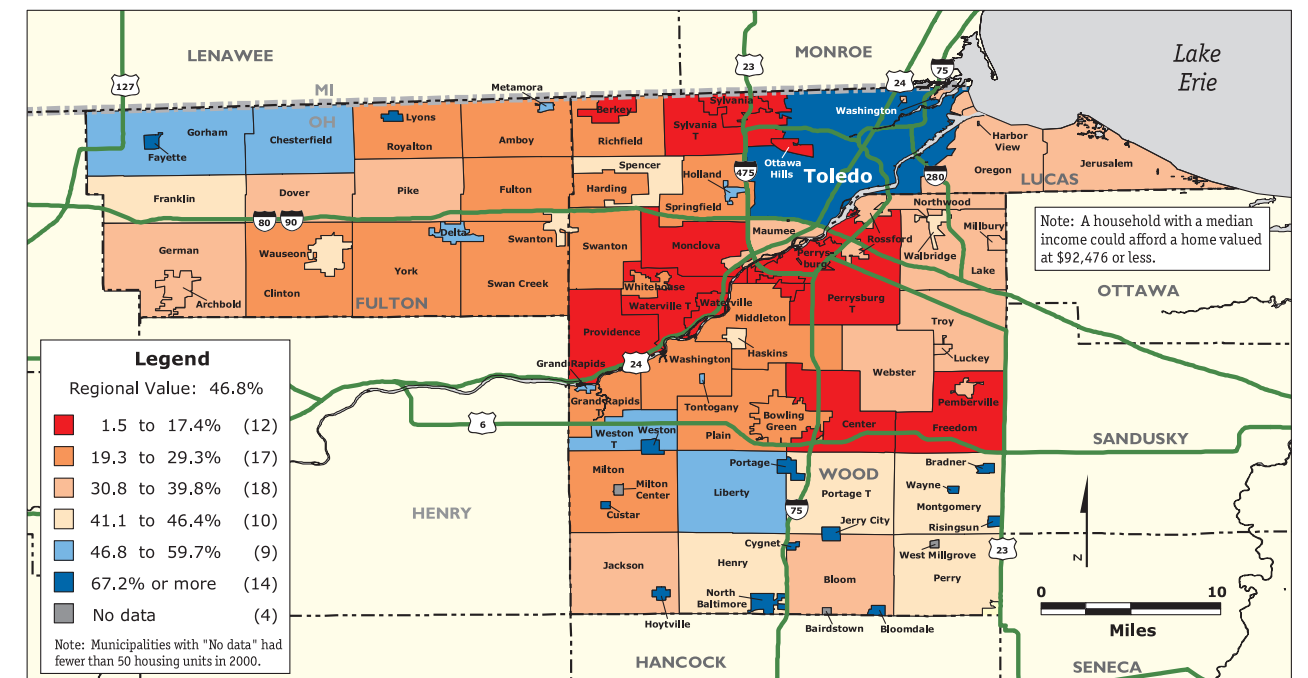 LENAWEE
MONROE
Lake
Erie
127
23
24
75
MI
OH
Metamora
Gorham
Fayette
Chesterfield
Lyons
Royalton
Amboy
Berkey
Richfield
Sylvania
Sylvania
T
Washington
Ottawa
Hills
Toledo
Harbor
View
Oregon
Jerusalem
LUCAS
Franklin
Dover
Pike
Fulton
Spencer
Harding
Holland
Springfield
475
280
80
90
Northwood
Millbury
Note: A household with a median
income could afford a home valued
at $92,476 or less.
German
Wauseon
Delta
Swanton
Swanton
Monclova
Maumee
Perrys-
burg
Rossford
Walbridge
Lake
Archbold
Clinton
York
Swan Creek
FULTON
Whitehouse
Waterville T
Waterville
Middleton
Perrysburg
T
OTTAWA
Providence
Troy
Luckey
Haskins
Washington
Webster
Grand Rapids
24
Grand Rapids
T
Tontogany
Bowling
Green
Pemberville
Center
Freedom
6
Weston
T
Weston
Plain
SANDUSKY
Legend
Regional Value: 46.8%
1.5 to 17.4% (12)
19.3 to 29.3% (17)
30.8 to 39.8% (18)
41.1 to 46.4% (10)
46.8 to 59.7% (9)
67.2% or more (14)
No data (4)
Note: Municipalities with "No data" had
fewer than 50 housing units in 2000.
HENRY
Milton
Milton
Center
Custar
Liberty
Portage
WOOD
Portage T
75
Bradner
Wayne
Montgomery
Risingsun
Jerry City
Cygnet
West Millgrove
23
Jackson
Henry
Bloom
Perry
North
Baltimore
Hoytville
Bairdstown
Bloomdale
N
0 10
Miles
HANCOCK
SENECA